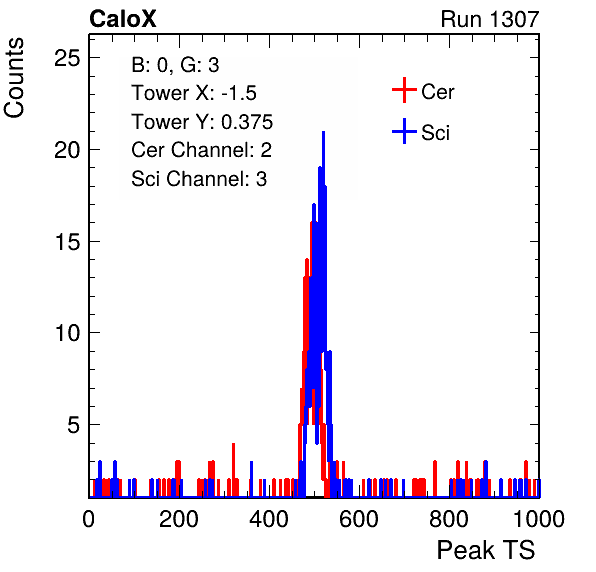 CaloX
Run 1307
Counts
B: 0, G: 3
Tower X: -1.5
Tower Y: 0.375
Cer Channel: 2
Sci Channel: 3
Cer
Sci
25
20
15
10
5
0 200 400 600 800 1000
Peak TS